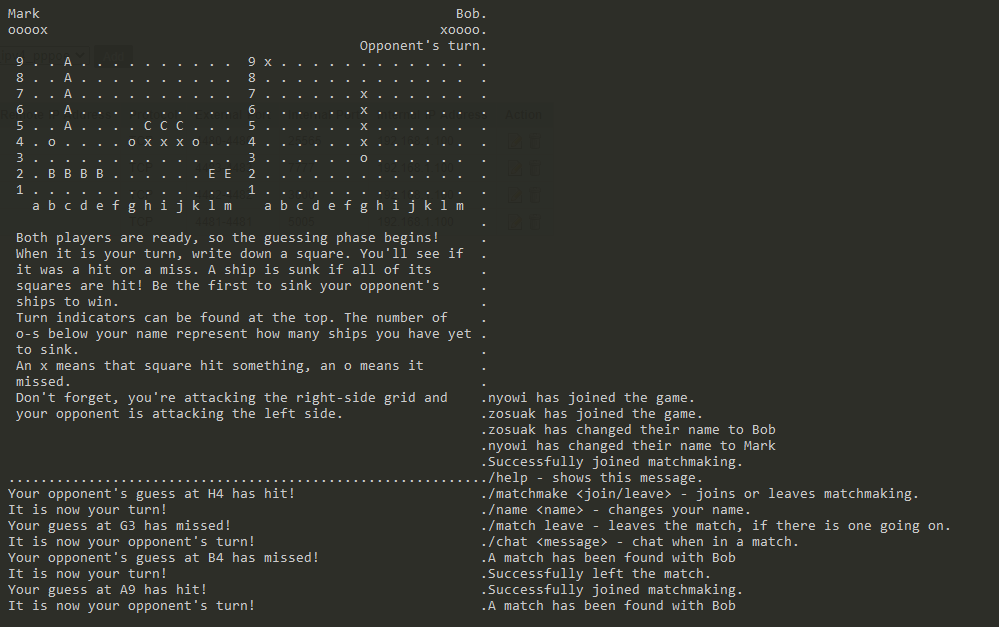 Mark Bob.
oooox xoooo.
Opponent's turn.
9 . . A . . . . . . . . . .  9 x . . . . . . . . . . . .  .
8 . . A . . . . . . . . . .  8 . . . . . . . . . . . . .  .
7 . . A . . . . . . . . . .  7 . . . . . . x . . . . . .  .
6 . . A . . . . . . . . . .  6 . . . . . . x . . . . . .  .
5 . . A . . . . C C C . . .  5 . . . . . . x . . . . . .  .
4 . o . . . . o x x x o . .  4 . . . . . . x . . . . . .  .
3 . . . . . . . . . . . . .  3 . . . . . . o . . . . . .  .
2 . B B B B . . . . . . E E  2 . . . . . . . . . . . . .  .
1 . . . . . . . . . . . . .  1 . . . . . . . . . . . . .  .
a b c d e f g h i j k l m    a b c d e f g h i j k l m  .
.
Both players are ready, so the guessing phase begins! .
When it is your turn, write down a square. You'll see if .
it was a hit or a miss. A ship is sunk if all of its .
squares are hit! Be the first to sink your opponent's .
ships to win. .
Turn indicators can be found at the top. The number of .
o-s below your name represent how many ships you have yet .
to sink. .
An x means that square hit something, an o means it .
missed. .
Don't forget, you're attacking the right-side grid and .nyowi has joined the game.
your opponent is attacking the left side. .zosuak has joined the game.
.zosuak has changed their name to Bob
.nyowi has changed their name to Mark
.Successfully joined matchmaking.
............................................................/help - shows this message.
Your opponent's guess at H4 has hit! ./matchmake <join/leave> - joins or leaves matchmaking.
It is now your turn! ./name <name> - changes your name.
Your guess at G3 has missed! ./match leave - leaves the match, if there is one going on.
It is now your opponent's turn! ./chat <message> - chat when in a match.
Your opponent's guess at B4 has missed! .A match has been found with Bob
It is now your turn! .Successfully left the match.
Your guess at A9 has hit! .Successfully joined matchmaking.
It is now your opponent's turn! .A match has been found with Bob